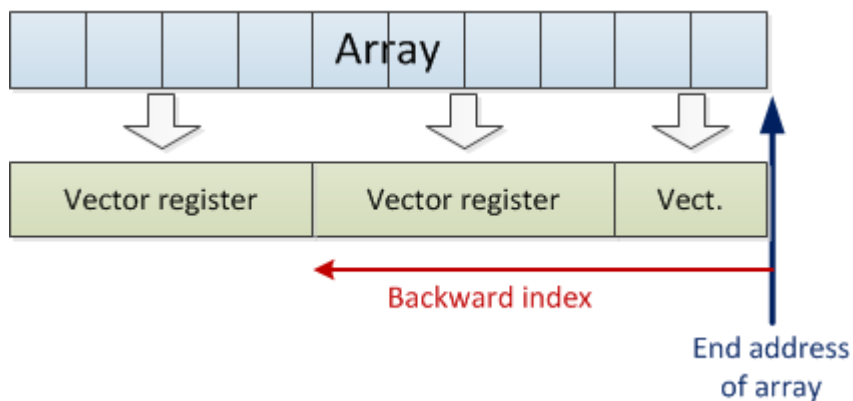 Array
Vector register Vector register Vect.
Backward index
End address
of array